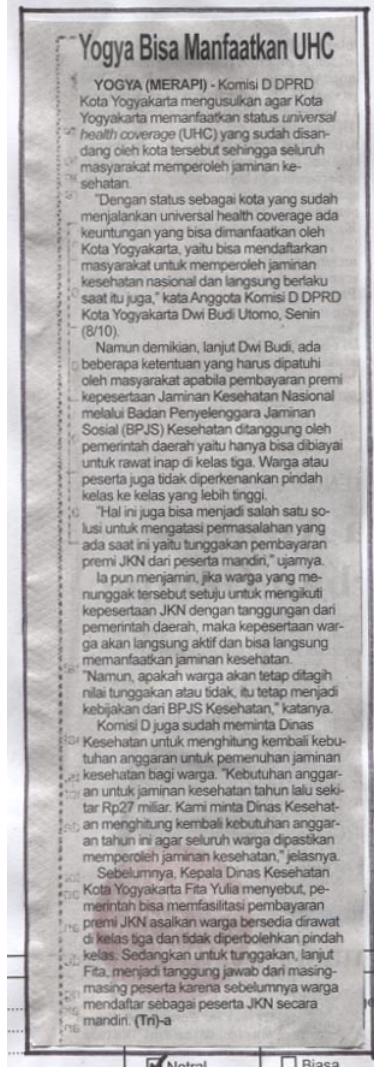 Yogya Bisa Manfaatkan UHC
YOGYA (MERAPI) - Komisi D DPRD
Kota Yogyakarta mengusulkan agar Kota
Yogyakarta memanfaatkan status universal
health coverage (UHC) yang sudah disan-
dang oleh kota tersebut sehingga seluruh
masyarakat memperoleh jaminan ke-
sehatan.
"Dengan status sebagai kota yang sudah
menjalankan universal health coverage ada
keuntungan yang bisa dimanfaatkan oleh
Kota Yogyakarta, yaitu bisa mendaftarkan
masyarakat untuk memperoleh jaminan
kesehatan nasional dan langsung berlaku
saat itu juga," kata Anggota Komisi D DPRD
Kota Yogyakarta Dwi Budi Utomo, Senin
(8/10).
Namun demikian, lanjut Dwi Budi, ada
beberapa ketentuan yang harus dipatuhi
oleh masyarakat apabila pembayaran premi
kepesertaan Jaminan Kesehatan Nasional
melalui Badan Penyelenggara Jaminan
Sosial (BPJS) Kesehatan ditanggung oleh
pemerintah daerah yaitu hanya bisa dibiayai
untuk rawat inap di kelas tiga. Warga atau
peserta juga tidak diperkenankan pindah
kelas ke kelas yang lebih tinggi.
"Hal ini juga bisa menjadi salah satu so-
lusi untuk mengatasi permasalahan yang
ada saat ini yaitu tunggakan pembayaran
premi JKN dari peserta mandiri," ujarnya.
Ia pun menjamin, jika warga yang me-
nunggak tersebut setuju untuk mengikuti
kepesertaan JKN dengan tanggungan dari
pemerintah daerah, maka kepesertaan war-
ga akan langsung aktif dan bisa langsung
memanfaatkan jaminan kesehatan.
"Namun, apakah warga akan tetap ditagih
nilai tunggakan atau tidak, itu tetap menjadi
kebijakan dari BPJS Kesehatan," katanya.
Komisi D juga sudah meminta Dinas
Kesehatan untuk menghitung kembali kebu-
tuhan anggaran untuk pemenuhan jaminan
kesehatan bagi warga. "Kebutuhan anggar-
an untuk jaminan kesehatan tahun lalu seki-
tar Rp27 miliar. Kami minta Dinas Kesehat-
an menghitung kembali kebutuhan anggar-
an tahun ini agar seluruh warga dipastikan
memperoleh jaminan kesehatan," jelasnya.
Sebelumnya, Kepala Dinas Kesehatan
Kota Yogyakarta Fita Yulia menyebut, pe-
merintah bisa memfasilitasi pembayaran
premi JKN asalkan warga bersedia dirawat
di kelas tiga dan tidak diperbolehkan pindah
kelas. Sedangkan untuk tunggakan, lanjut
Fita, menjadi tanggung jawab dari masing-
masing peserta karena sebelumnya warga
mendaftar sebagai peserta JKN secara
mandiri. (Tri)-a
Netral Biasa